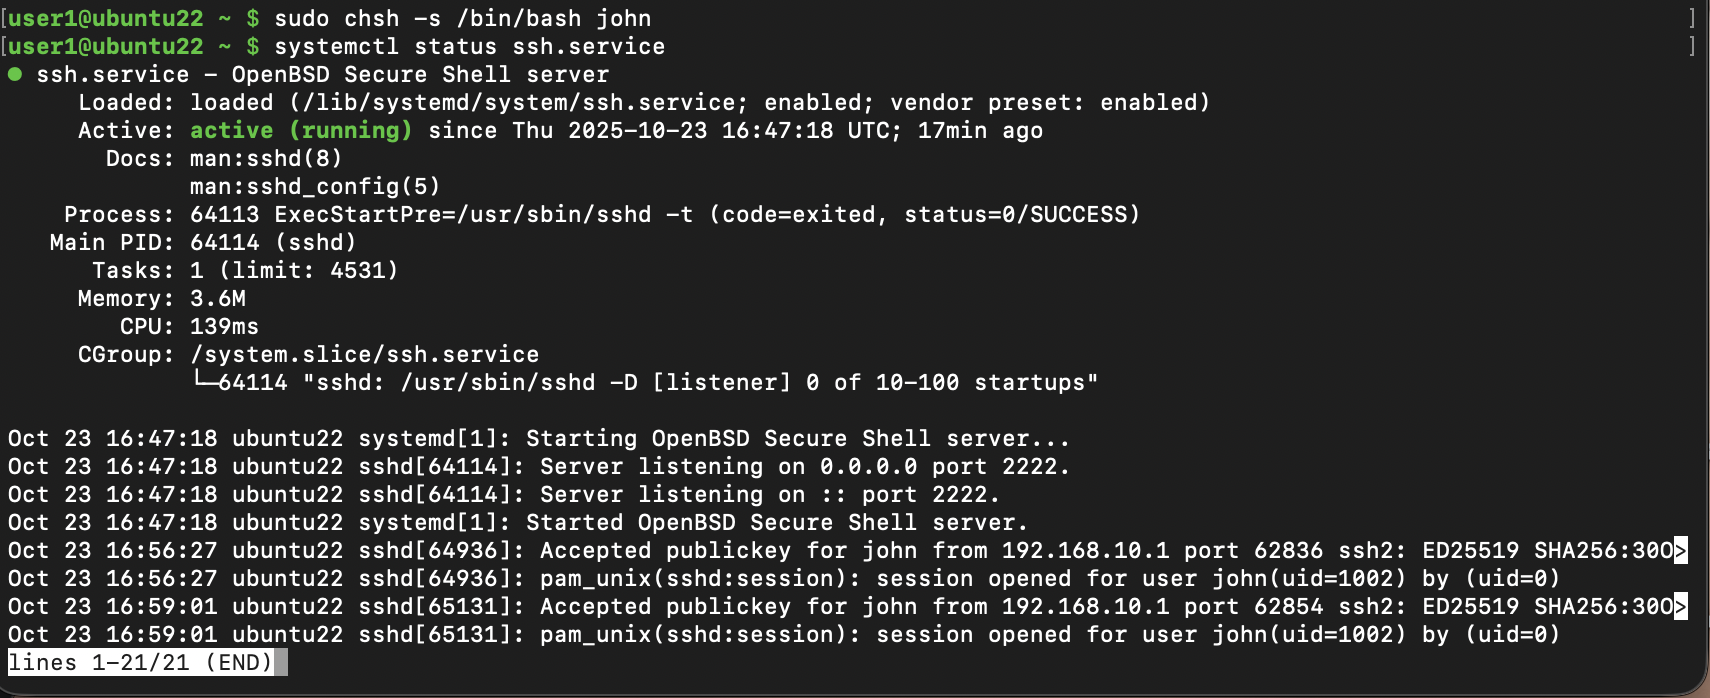 [user1@ubuntu22 ~ $ sudo chsh -s /bin/bash john ]
[user1@ubuntu22 ~ $ systemctl status ssh.service ]
● ssh.service - OpenBSD Secure Shell server
     Loaded: loaded (/lib/systemd/system/ssh.service; enabled; vendor preset: enabled)
     Active: active (running) since Thu 2025-10-23 16:47:18 UTC; 17min ago
       Docs: man:sshd(8)
             man:sshd_config(5)
    Process: 64113 ExecStartPre=/usr/sbin/sshd -t (code=exited, status=0/SUCCESS)
   Main PID: 64114 (sshd)
      Tasks: 1 (limit: 4531)
     Memory: 3.6M
        CPU: 139ms
     CGroup: /system.slice/ssh.service
             └─64114 "sshd: /usr/sbin/sshd -D [listener] 0 of 10-100 startups"
Oct 23 16:47:18 ubuntu22 systemd[1]: Starting OpenBSD Secure Shell server...
Oct 23 16:47:18 ubuntu22 sshd[64114]: Server listening on 0.0.0.0 port 2222.
Oct 23 16:47:18 ubuntu22 sshd[64114]: Server listening on :: port 2222.
Oct 23 16:47:18 ubuntu22 systemd[1]: Started OpenBSD Secure Shell server.
Oct 23 16:56:27 ubuntu22 sshd[64936]: Accepted publickey for john from 192.168.10.1 port 62836 ssh2: ED25519 SHA256:30O>
Oct 23 16:56:27 ubuntu22 sshd[64936]: pam_unix(sshd:session): session opened for user john(uid=1002) by (uid=0)
Oct 23 16:59:01 ubuntu22 sshd[65131]: Accepted publickey for john from 192.168.10.1 port 62854 ssh2: ED25519 SHA256:30O>
Oct 23 16:59:01 ubuntu22 sshd[65131]: pam_unix(sshd:session): session opened for user john(uid=1002) by (uid=0)
lines 1-21/21 (END)